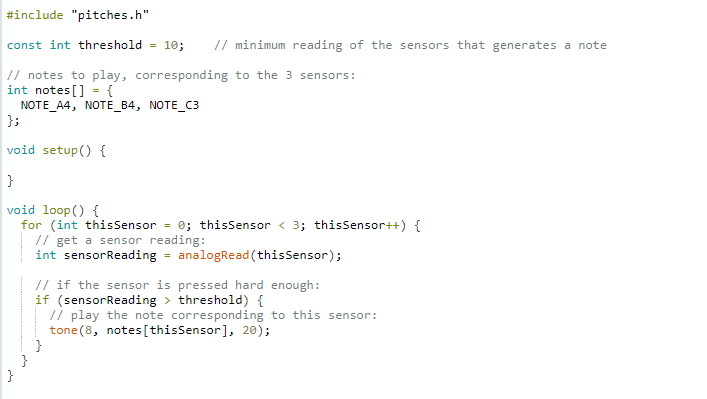 #include "pitches.h"
const int threshold = 10;    // minimum reading of the sensors that generates a note
// notes to play, corresponding to the 3 sensors:
int notes[] = {
  NOTE_A4, NOTE_B4, NOTE_C3
};
void setup() {
}
void loop() {
  for (int thisSensor = 0; thisSensor < 3; thisSensor++) {
    // get a sensor reading:
    int sensorReading = analogRead(thisSensor);
    // if the sensor is pressed hard enough:
    if (sensorReading > threshold) {
      // play the note corresponding to this sensor:
      tone(8, notes[thisSensor], 20);
    }
  }
}